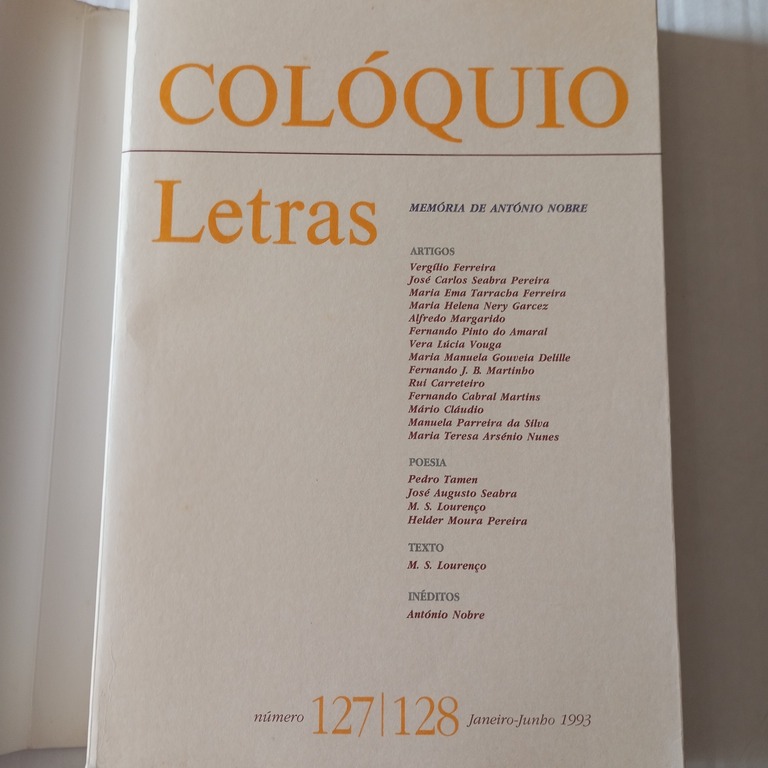 COLÓQUIO
Letras
MEMÓRIA DE ANTÓNIO NOBRE
ARTIGOS
Vergílio Ferreira
José Carlos Seabra Pereira
Maria Ema Tarracha Ferreira
Maria Helena Nery Garcez
Alfredo Margarido
Fernando Pinto do Amaral
Vera Lúcia Vouga
Maria Manuela Gouveia Delille
Fernando J. B. Martinho
Rui Carreteiro
Fernando Cabral Martins
Mário Cláudio
Manuela Parreira da Silva
Maria Teresa Arsénio Nunes
POESIA
Pedro Tamen
José Augusto Seabra
M. S. Lourenço
Helder Moura Pereira
TEXTO
M. S. Lourenço
INÉDITOS
António Nobre
número 127|128 Janeiro-Junho 1993